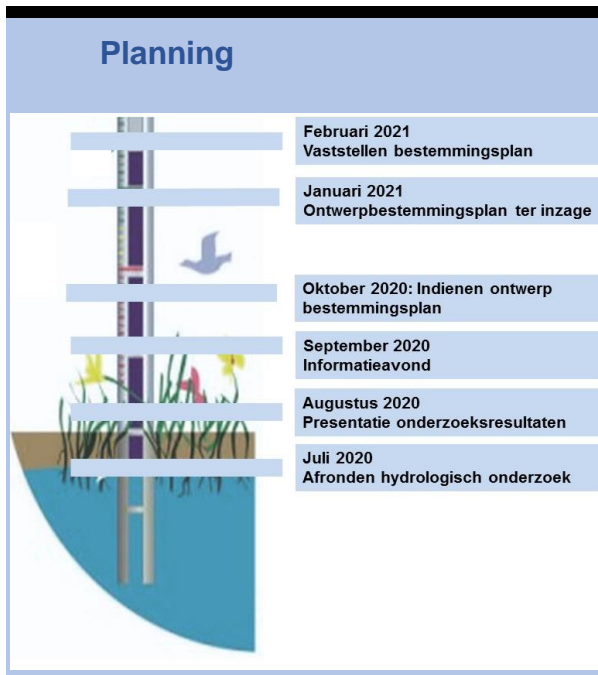 Planning
Februari 2021
Vaststellen bestemmingsplan
Januari 2021
Ontwerpbestemmingsplan ter inzage
Oktober 2020: Indienen ontwerp
bestemmingsplan
September 2020
Informatieavond
Augustus 2020
Presentatie onderzoeksresultaten
Juli 2020
Afronden hydrologisch onderzoek